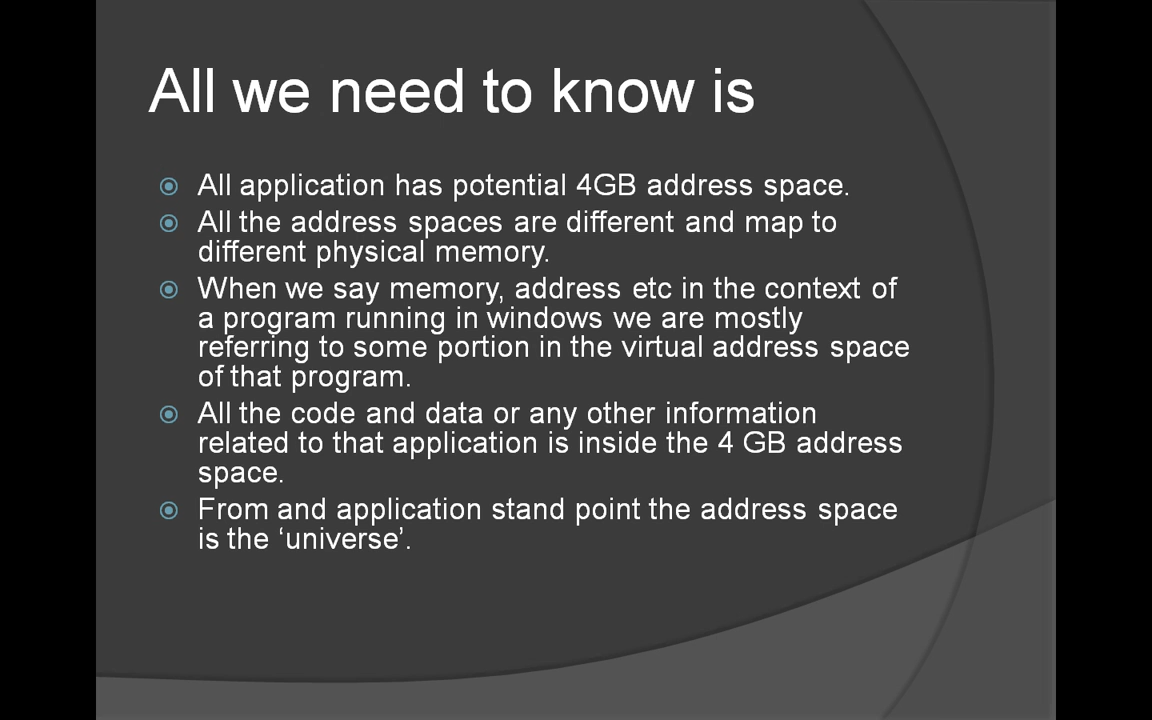 All we need to know is
All application has potential 4GB address space.
All the address spaces are different and map to
different physical memory.
When we say memory, address etc in the context of
a program running in windows we are mostly
referring to some portion in the virtual address space
of that program.
All the code and data or any other information
related to that application is inside the 4 GB address
space.
From and application stand point the address space
is the ‘universe’.